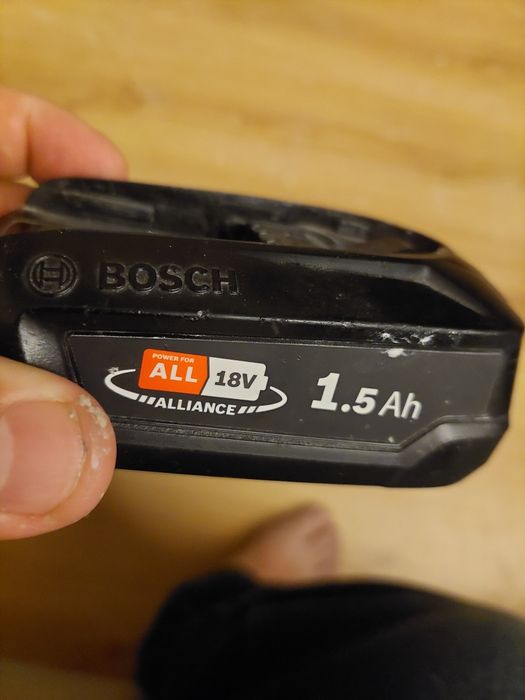 BOSCH
POWER FOR
ALL 18V
ALLIANCE
1.5 Ah